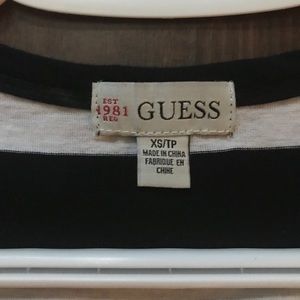 EST
1981
REG
GUESS
XS/TP
MADE IN CHINA
FABRIQUE EN
CHINE